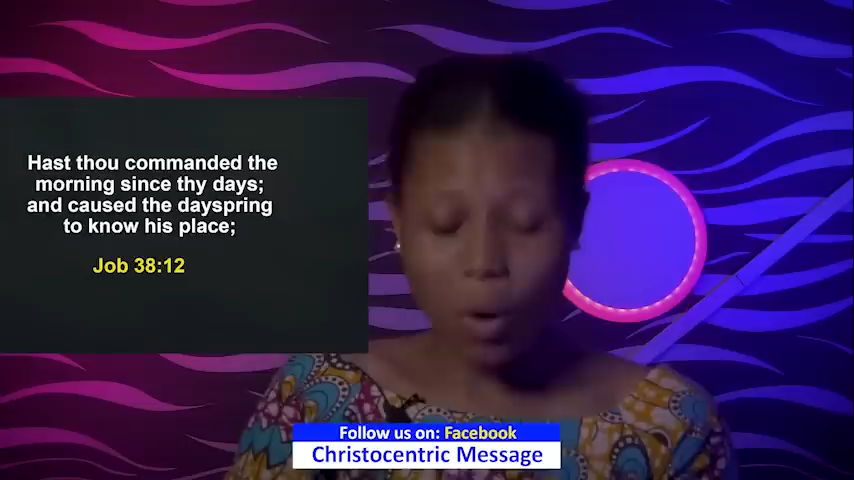 Hast thou commanded the
morning since thy days;
and caused the dayspring
to know his place;
Job 38:12
Follow us on: Facebook
Christocentric Message